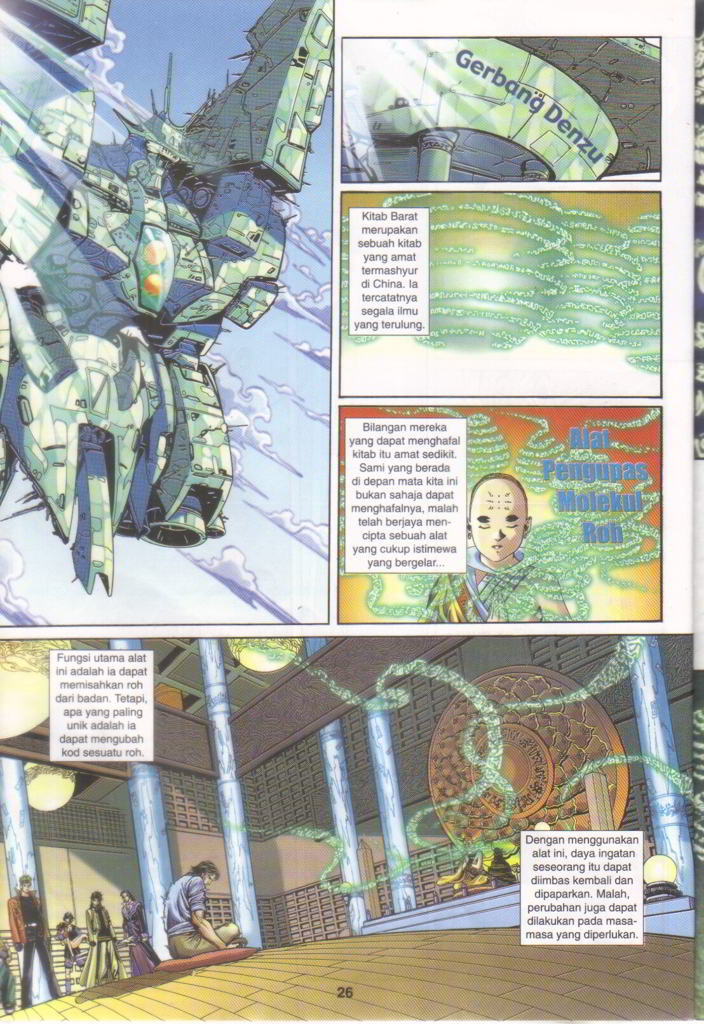 Gerbang Denzu
Kitab Barat
merupakan
sebuah kitab
yang amat
termashyur
di China. Ia
tercatatnya
segala ilmu
yang terulung.
Bilangan mereka
yang dapat menghafal
kitab itu amat sedikit.
Sami yang berada
di depan mata kita ini
bukan sahaja dapat
menghafalnya, malah
telah berjaya men-
cipta sebuah alat
yang cukup istimewa
yang bergelar...
Alat
Pengupas
Molekul
Roh
Fungsi utama alat
ini adalah ia dapat
memisahkan roh
dari badan. Tetapi,
apa yang paling
unik adalah ia
dapat mengubah
kod sesuatu roh.
Dengan menggunakan
alat ini, daya ingatan
seseorang itu dapat
diimbas kembali dan
dipaparkan. Malah,
perubahan juga dapat
dilakukan pada masa-
masa yang diperlukan.
26